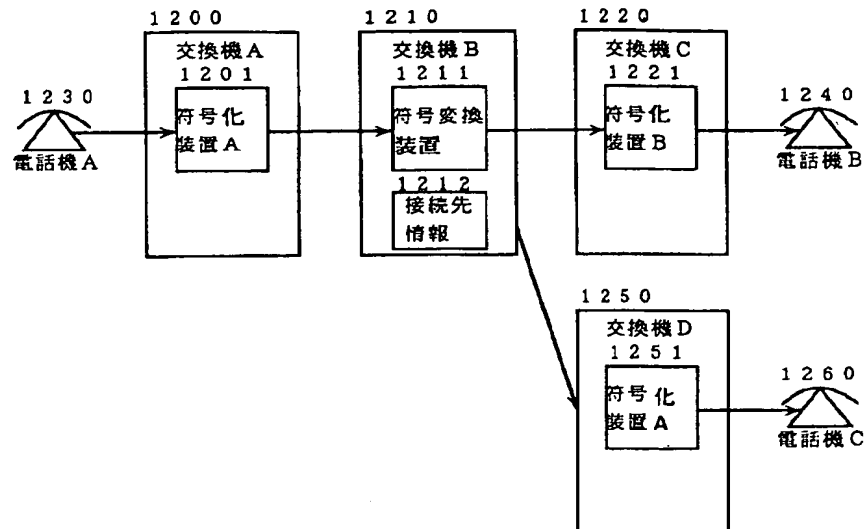 1200
交換機A
1201
符号化
装置A
1230
電話機A
1210
交換機B
1211
符号変換
装置
1212
接続先
情報
1220
交換機C
1221
符号化
装置B
1240
電話機B
1250
交換機D
1251
符号化
装置A
1260
電話機C